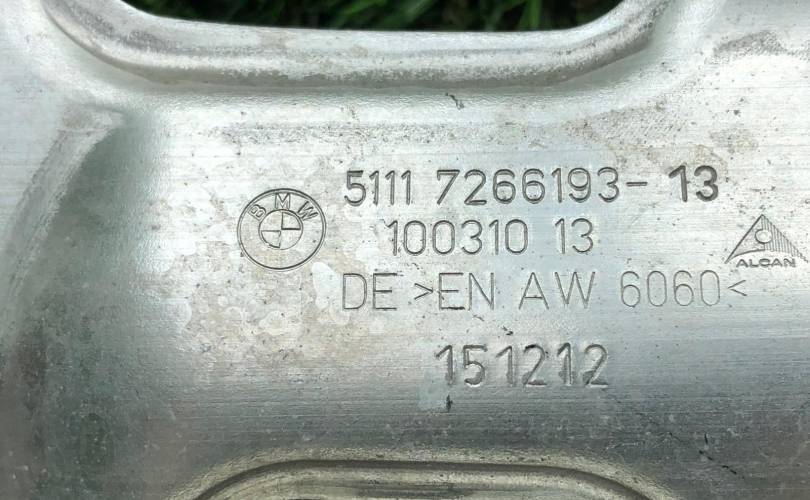 5111 7266193- 13
BMW
100310 13
ALCAN
DE >EN AW 6060<
151212